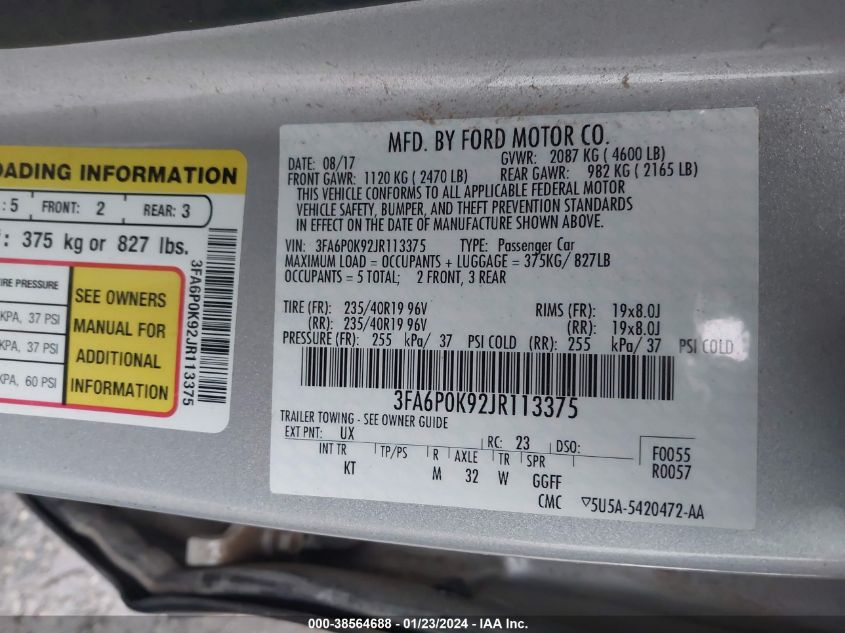 OADING INFORMATION
: 5 FRONT: 2 REAR: 3
: 375 kg or 827 lbs.
IRE PRESSURE
KPA, 37 PSI
KPA, 37 PSI
KPA, 60 PSI
SEE OWNERS
MANUAL FOR
ADDITIONAL
INFORMATION
3FA6P0K92JR113375
MFD. BY FORD MOTOR CO.
DATE: 08/17 GVWR: 2087 KG ( 4600 LB)
FRONT GAWR: 1120 KG ( 2470 LB) REAR GAWR: 982 KG ( 2165 LB)
THIS VEHICLE CONFORMS TO ALL APPLICABLE FEDERAL MOTOR
VEHICLE SAFETY, BUMPER, AND THEFT PREVENTION STANDARDS
IN EFFECT ON THE DATE OF MANUFACTURE SHOWN ABOVE.
VIN: 3FA6P0K92JR113375 TYPE: Passenger Car
MAXIMUM LOAD = OCCUPANTS + LUGGAGE = 375KG/ 827LB
OCCUPANTS = 5 TOTAL; 2 FRONT, 3 REAR
TIRE (FR): 235/40R19 96V RIMS (FR): 19x8.0J
(RR): 235/40R19 96V (RR): 19x8.0J
PRESSURE (FR): 255 kPa/ 37 PSI COLD (RR): 255 kPa/ 37 PSI COLD
3FA6P0K92JR113375
TRAILER TOWING - SEE OWNER GUIDE
EXT PNT: UX RC: 23 DSO: F0055
INT TR TP/PS R AXLE TR SPR R0057
KT M 32 W GGFF
CMC ▽5U5A-5420472-AA
000-38564688 - 01/23/2024 - IAA Inc.